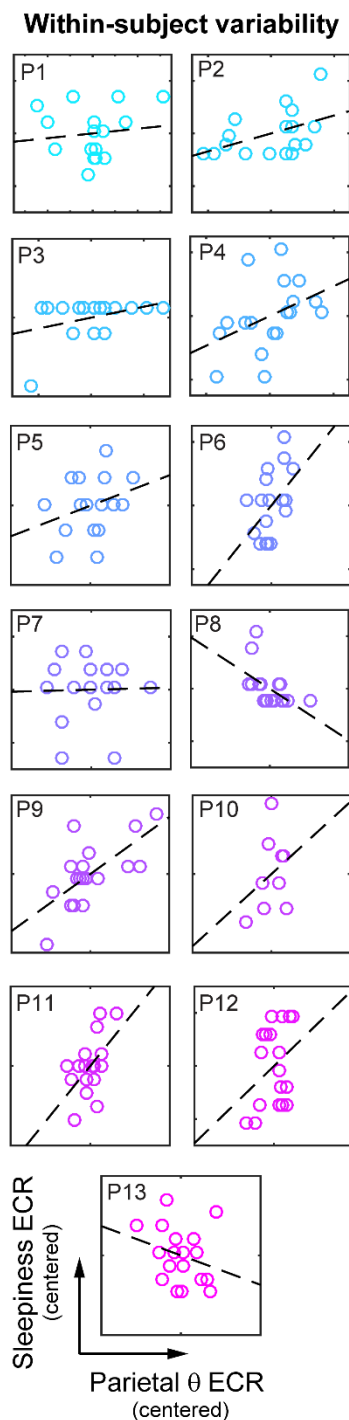 Within-subject variability
P1
P2
P3
P4
P5
P6
P7
P8
P9
P10
P11
P12
P13
Sleepiness ECR
(centered)
Parietal θ ECR
(centered)